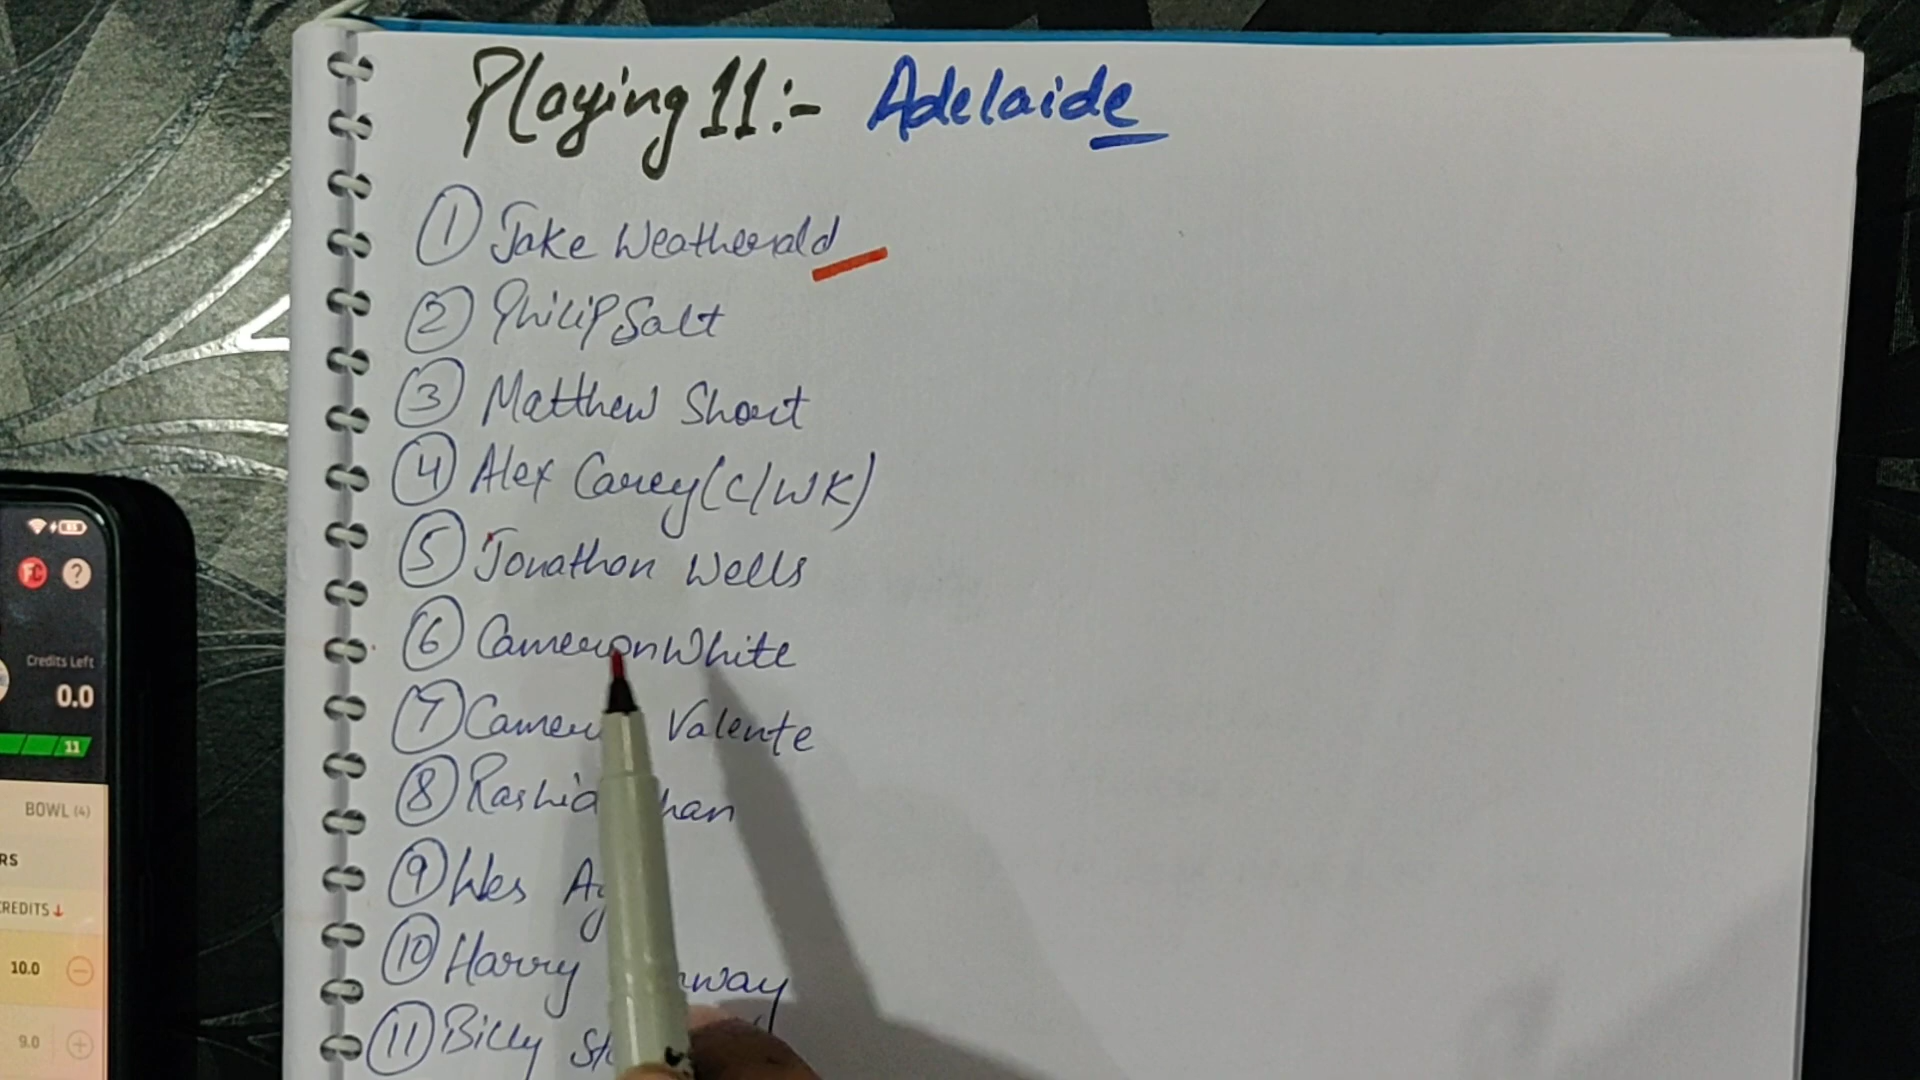 Playing 11:- Adelaide
① Jake Weatherald
② Philip Salt
③ Matthew Short
④ Alex Carey (C/WK)
⑤ Jonathon Wells
⑥ Cameron White
⑦ Valente
⑧
⑨ Wes
⑩ Harry
⑪ Billy
FC ?
Credits Left
0.0
11
BOWL (4)
CREDITS ↓
10.0
9.0